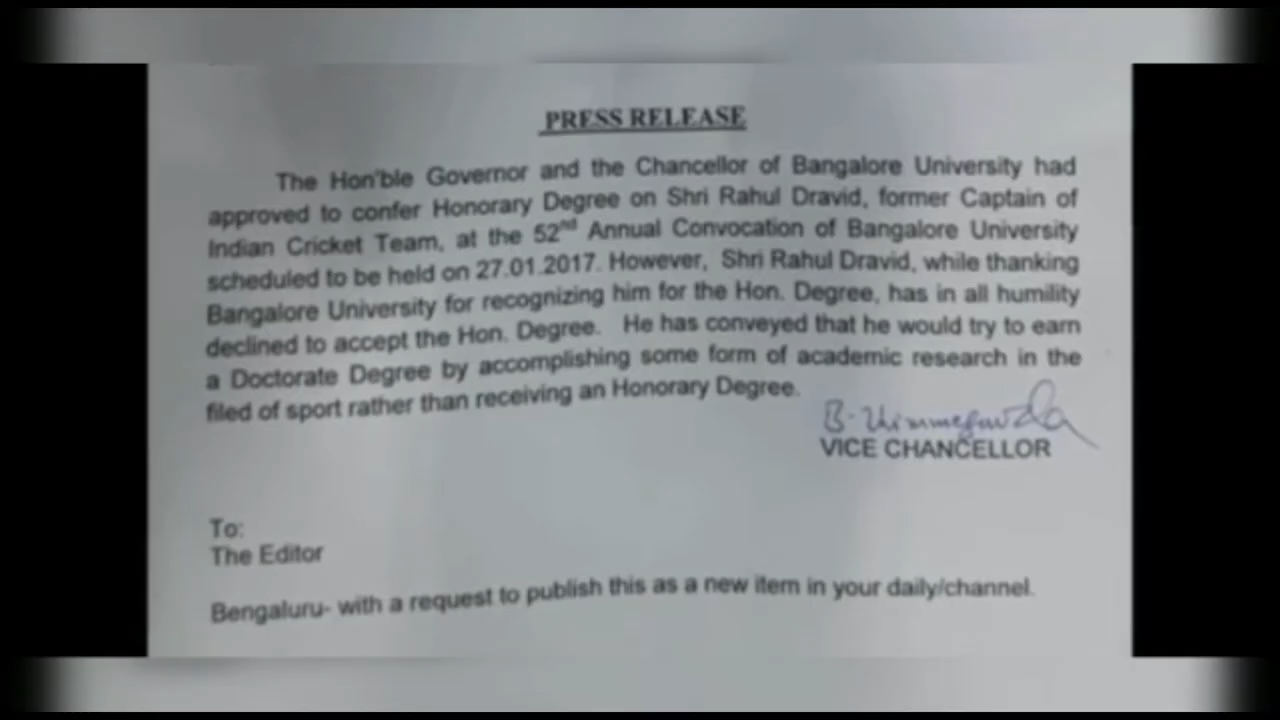 PRESS RELEASE
The Hon'ble Governor and the Chancellor of Bangalore University had
approved to confer Honorary Degree on Shri Rahul Dravid, former Captain of
Indian Cricket Team, at the 52nd Annual Convocation of Bangalore University
scheduled to be held on 27.01.2017. However, Shri Rahul Dravid, while thanking
Bangalore University for recognizing him for the Hon. Degree, has in all humility
declined to accept the Hon. Degree. He has conveyed that he would try to earn
a Doctorate Degree by accomplishing some form of academic research in the
filed of sport rather than receiving an Honorary Degree.
B. Thimmegowda
VICE CHANCELLOR
To:
The Editor
Bengaluru- with a request to publish this as a new item in your daily/channel.